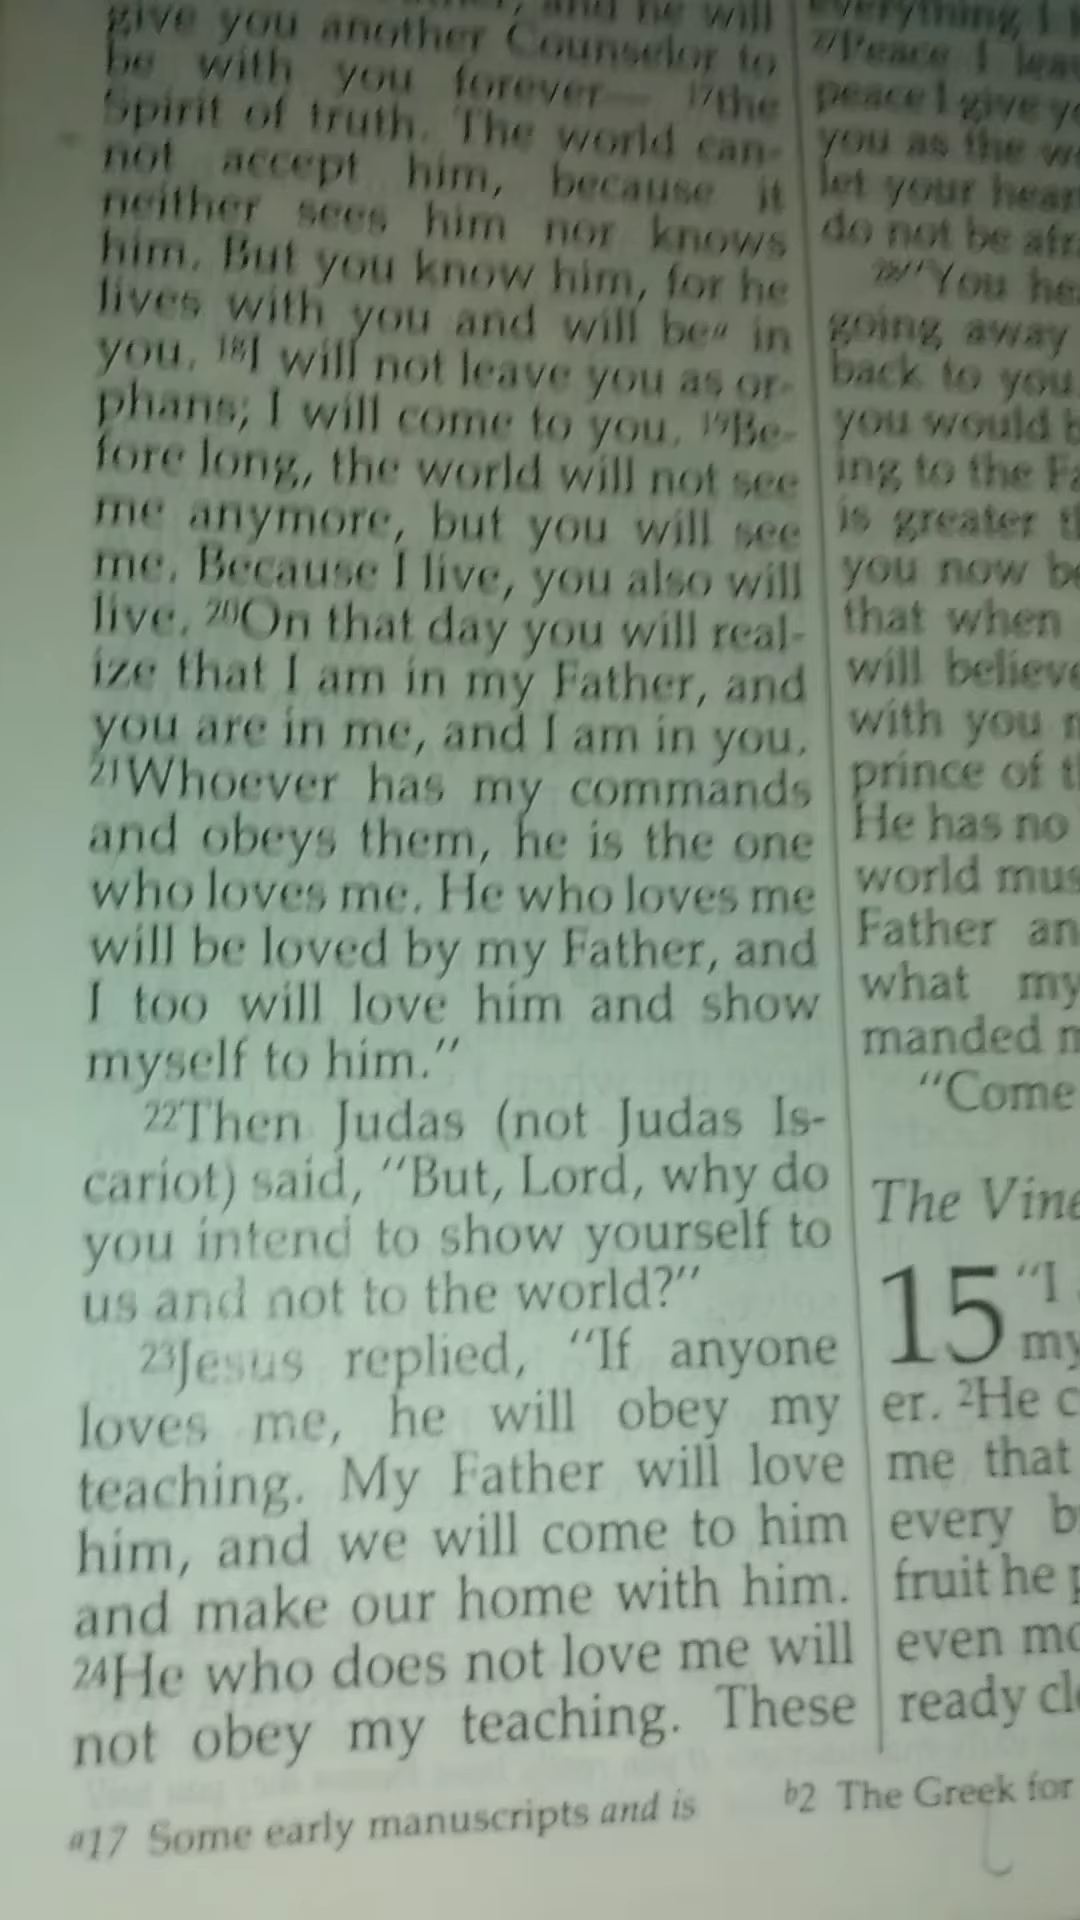 give you another Counselor to
be with you forever— 17the
Spirit of truth. The world can-
not accept him, because it
neither sees him nor knows
him. But you know him, for he
lives with you and will bea in
you. 18I will not leave you as or-
phans; I will come to you. 19Be-
fore long, the world will not see
me anymore, but you will see
me. Because I live, you also will
live. 20On that day you will real-
ize that I am in my Father, and
you are in me, and I am in you.
21Whoever has my commands
and obeys them, he is the one
who loves me. He who loves me
will be loved by my Father, and
I too will love him and show
myself to him."
22Then Judas (not Judas Is-
cariot) said, "But, Lord, why do
you intend to show yourself to
us and not to the world?"
23Jesus replied, "If anyone
loves me, he will obey my
teaching. My Father will love
him, and we will come to him
and make our home with him.
24He who does not love me will
not obey my teaching. These
a17 Some early manuscripts and is
everything I
27Peace I
peace I give
you as the
let your
do not be
28"You
going away
back to you
you would
ing to the
is greater
you now
that when
will
with you
prince of
He has no
world
Father
what my
manded
"Come
The
15 "I
my
er. 2He
me that
every
fruit he
even
ready
b2 The Greek for